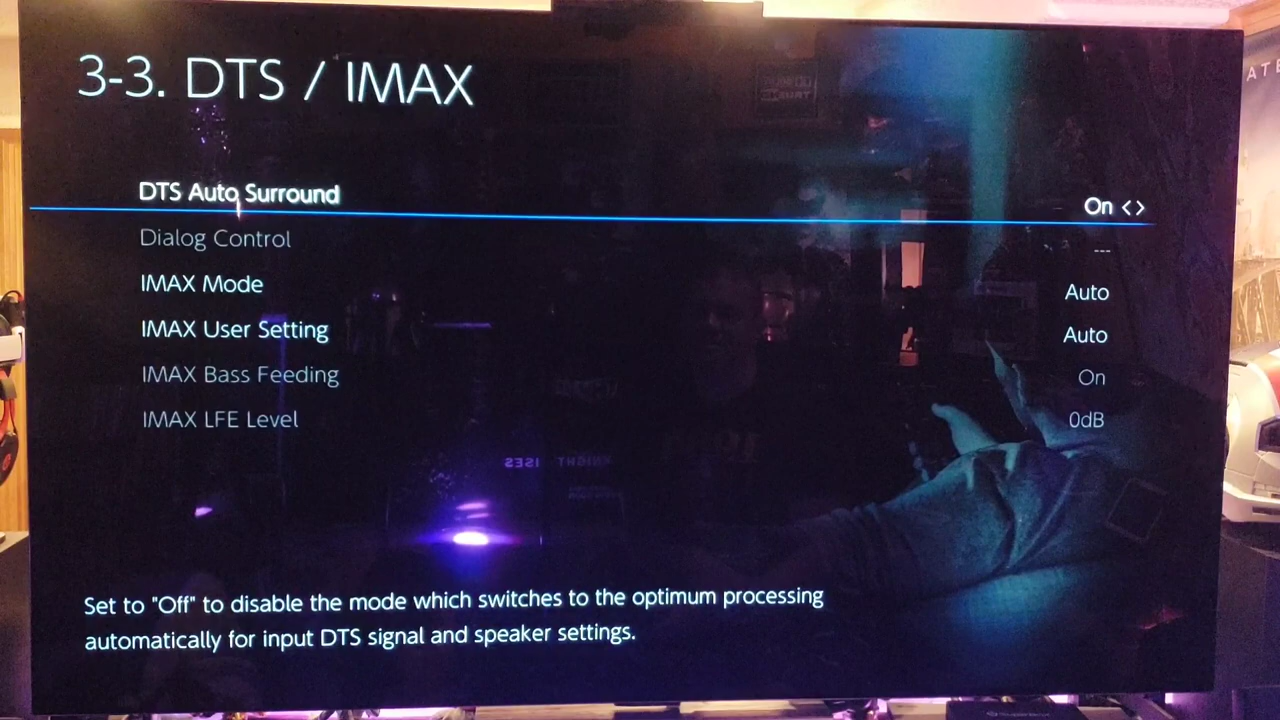 3-3. DTS / IMAX
DTS Auto Surround On <>
Dialog Control ---
IMAX Mode Auto
IMAX User Setting Auto
IMAX Bass Feeding On
IMAX LFE Level 0dB
Set to "Off" to disable the mode which switches to the optimum processing
automatically for input DTS signal and speaker settings.
ATE